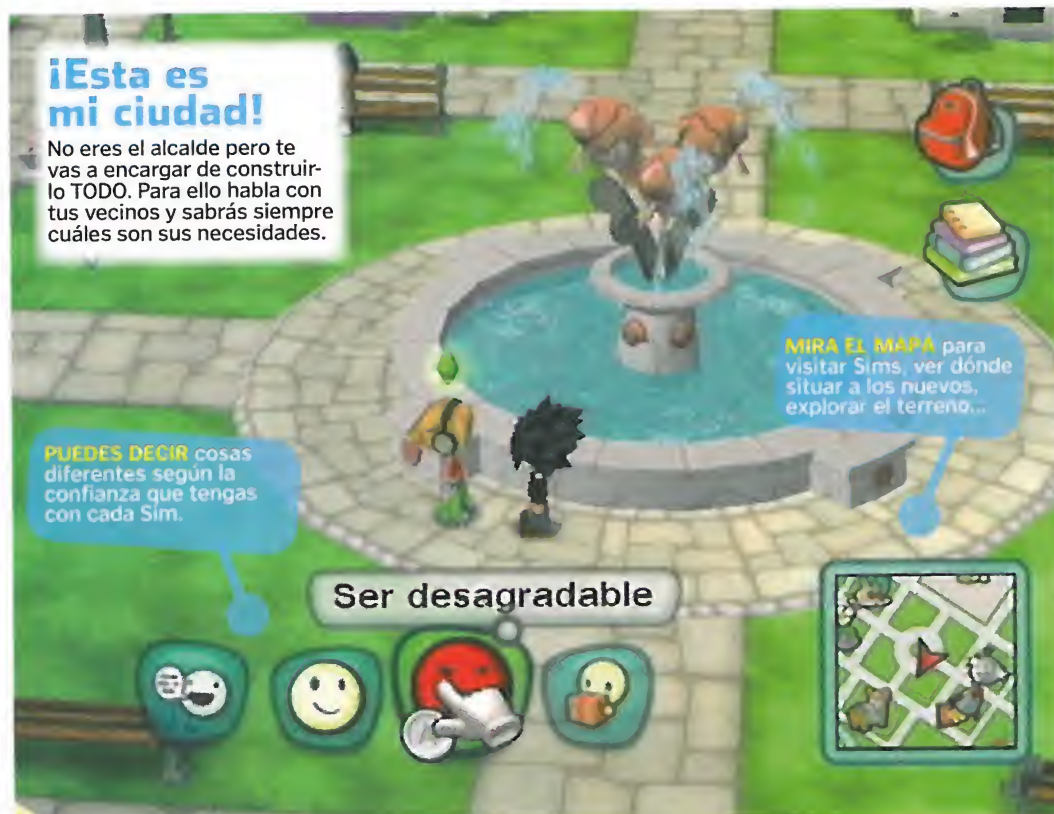 ¡Esta es
mi ciudad!
No eres el alcalde pero te
vas a encargar de construir-
lo TODO. Para ello habla con
tus vecinos y sabrás siempre
cuáles son sus necesidades.
MIRA EL MAPA para
visitar Sims, ver dónde
situar a los nuevos,
explorar el terreno...
PUEDES DECIR cosas
diferentes según la
confianza que tengas
con cada Sim.
Ser desagradable